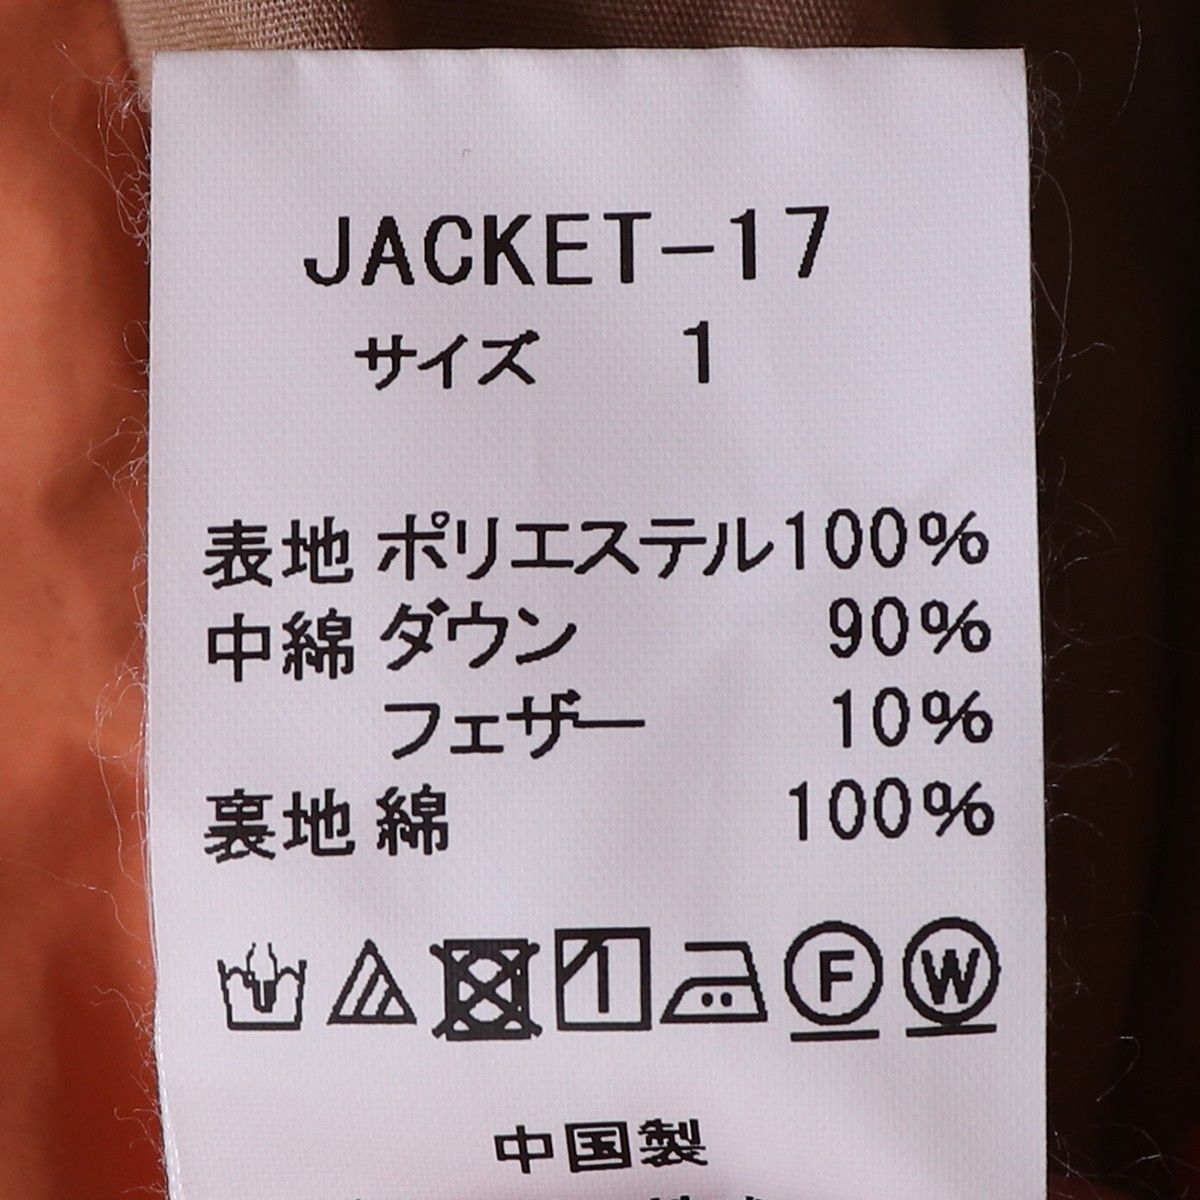 JACKET-17
サイズ 1
表地 ポリエステル100%
中綿 ダウン 90%
フェザー 10%
裏地 綿 100%
F W
中国製